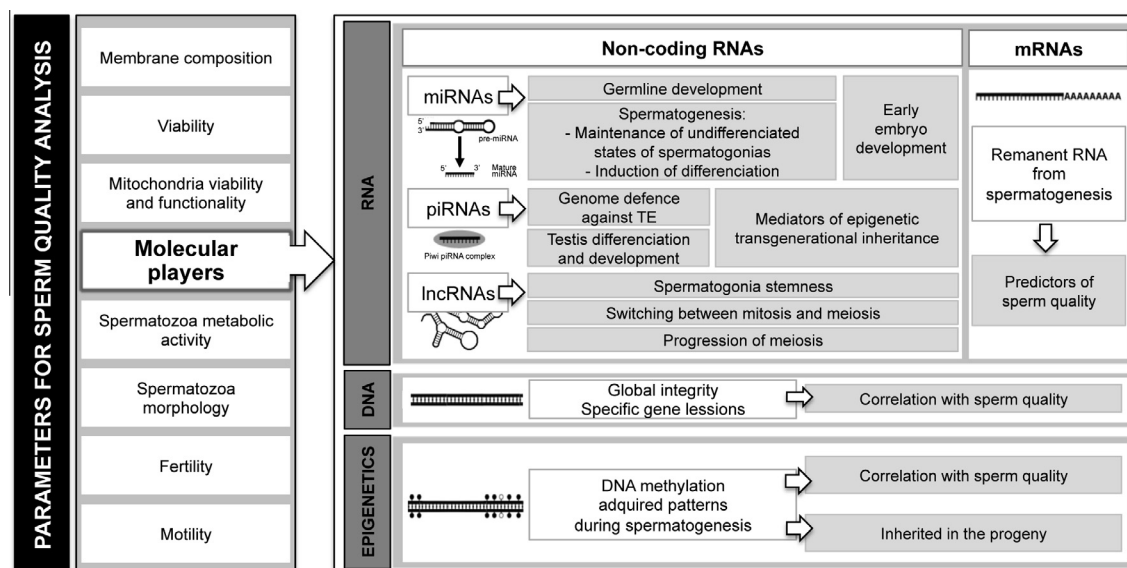 PARAMETERS FOR SPERM QUALITY ANALYSIS
Membrane composition
Viability
Mitochondria viability
and functionality
Molecular
players
Spermatozoa metabolic
activity
Spermatozoa
morphology
Fertility
Motility
RNA
Non-coding RNAs
miRNAs
5'
3'
pre-miRNA
5'
3'
Mature
miRNA
Germline development
Spermatogenesis:
- Maintenance of undifferenciated
states of spermatogonias
- Induction of differenciation
Early
embryo
development
piRNAs
Piwi piRNA complex
Genome defence
against TE
Testis differenciation
and development
Mediators of epigenetic
transgenerational inheritance
lncRNAs
Spermatogonia stemness
Switching between mitosis and meiosis
Progression of meiosis
mRNAs
AAAAAAAAA
Remanent RNA
from
spermatogenesis
Predictors of
sperm quality
DNA
Global integrity
Specific gene lessions
Correlation with sperm quality
EPIGENETICS
DNA methylation
adquired patterns
during spermatogenesis
Correlation with sperm quality
Inherited in the progeny